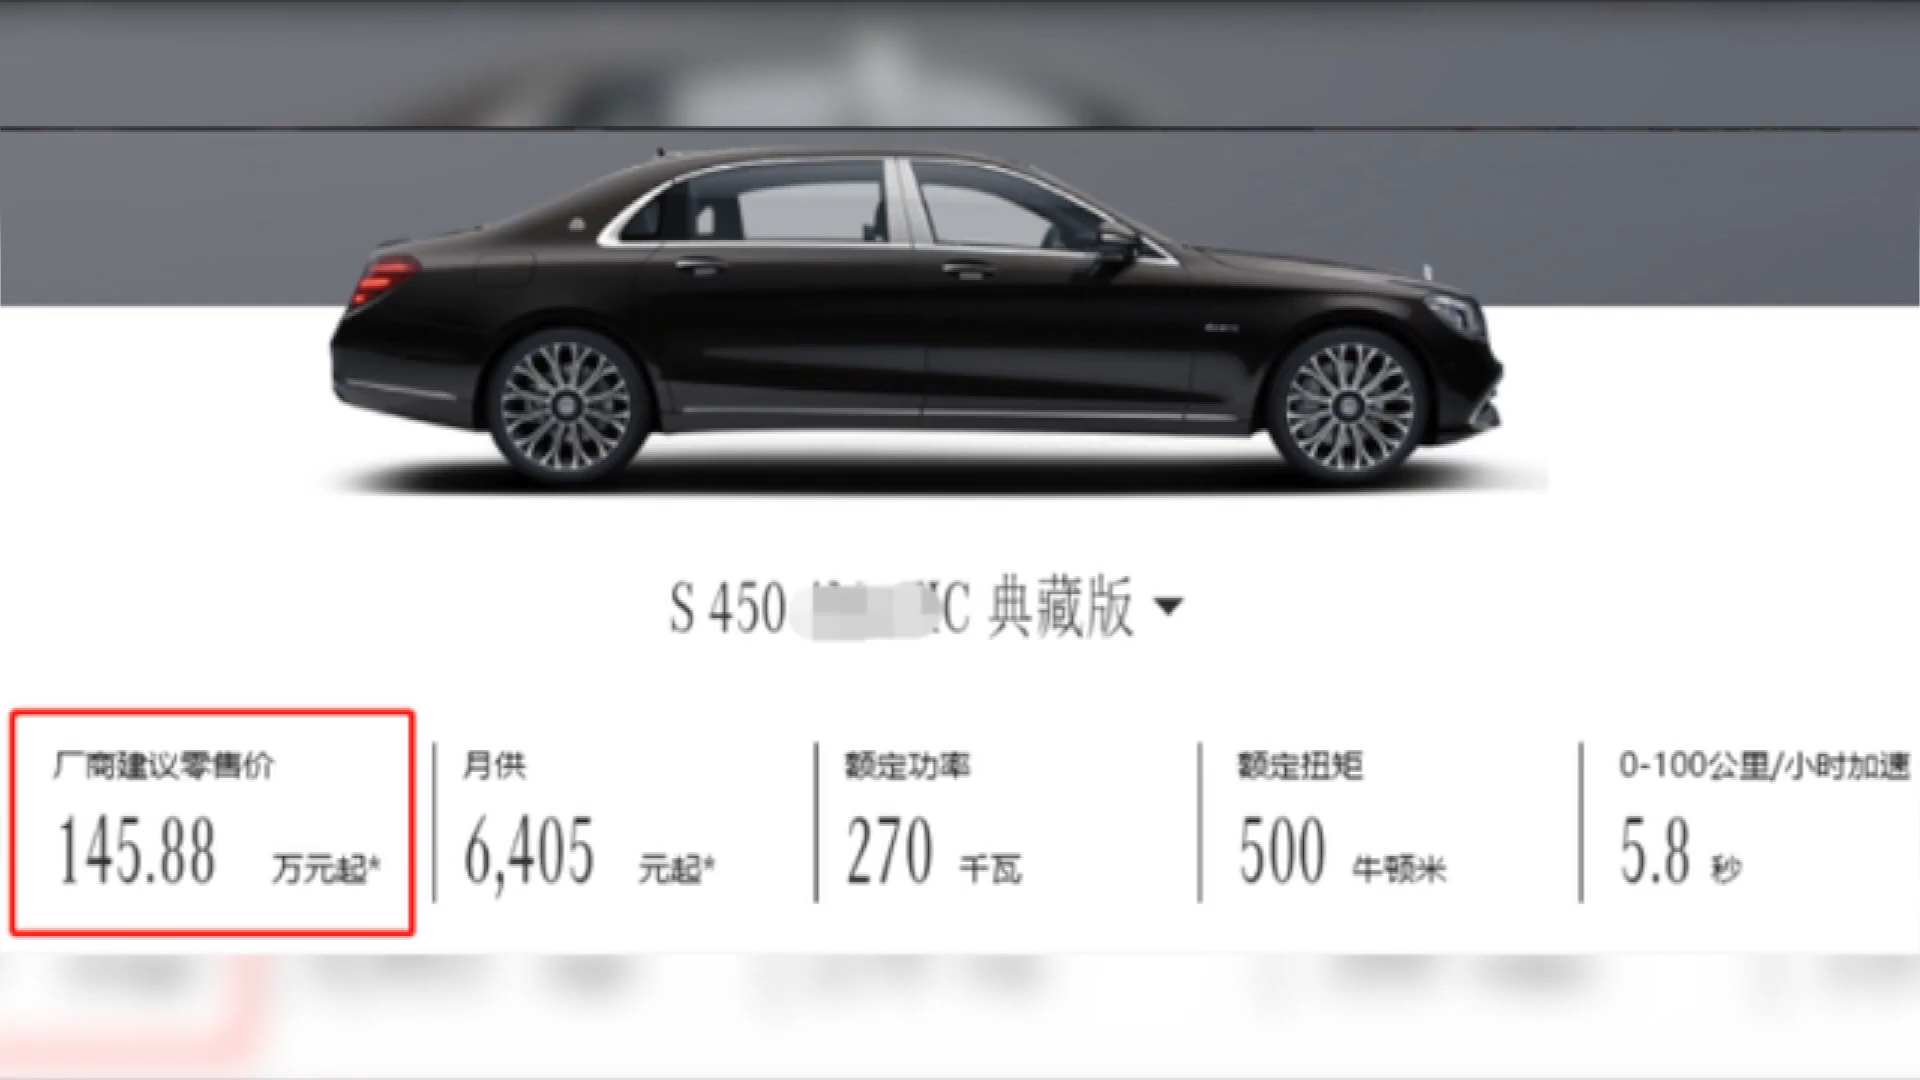 S 450 典藏版
厂商建议零售价
145.88 万元起*
月供
6,405 元起*
额定功率
270 千瓦
额定扭矩
500 牛顿米
0-100公里/小时加速
5.8 秒